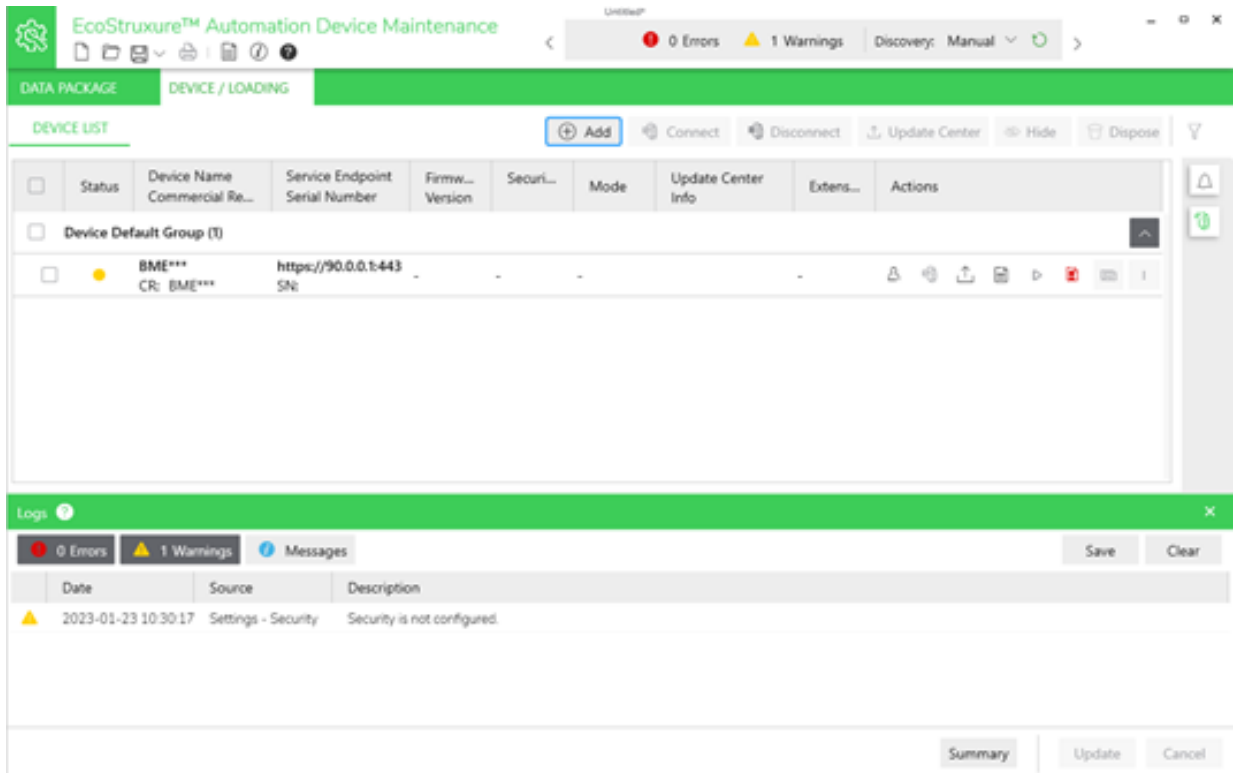 Untitled*
EcoStruxure™ Automation Device Maintenance
0 Errors 1 Warnings Discovery: Manual
DATA PACKAGE DEVICE / LOADING
DEVICE LIST
Add Connect Disconnect Update Center Hide Dispose
Status Device Name Service Endpoint Firmw... Securi... Mode Update Center Extens... Actions
Commercial Re... Serial Number Version Info
Device Default Group (1)
BME*** https://90.0.0.1:443 - - - -
CR: BME*** SN:
Logs ?
0 Errors 1 Warnings Messages Save Clear
Date Source Description
2023-01-23 10:30:17 Settings - Security Security is not configured.
Summary Update Cancel